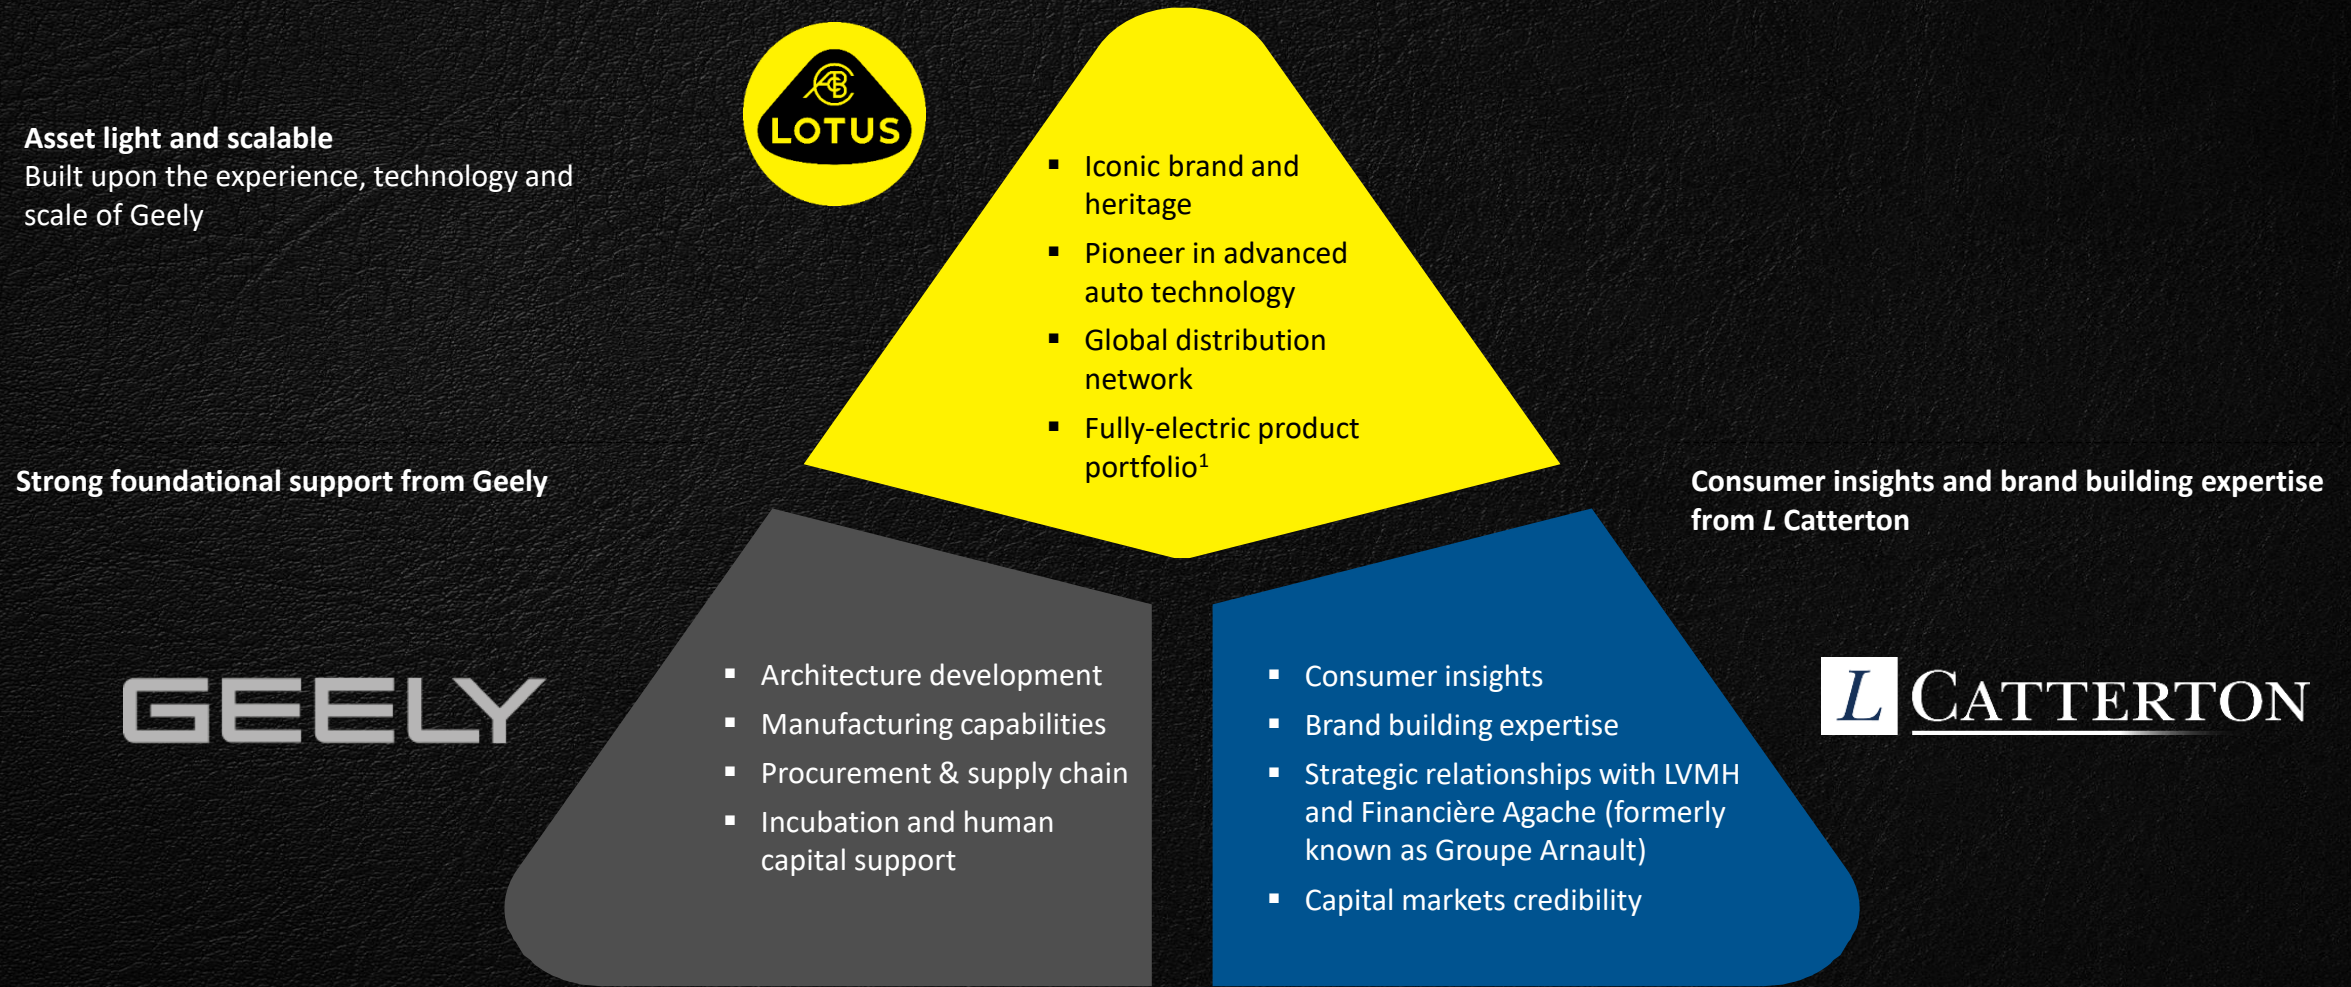 Asset light and scalable
Built upon the experience, technology and
scale of Geely
LOTUS
▪ Iconic brand and
heritage
▪ Pioneer in advanced
auto technology
▪ Global distribution
network
▪ Fully-electric product
portfolio¹
Strong foundational support from Geely
GEELY
▪ Architecture development
▪ Manufacturing capabilities
▪ Procurement & supply chain
▪ Incubation and human
capital support
Consumer insights and brand building expertise
from L Catterton
▪ Consumer insights
▪ Brand building expertise
▪ Strategic relationships with LVMH
and Financière Agache (formerly
known as Groupe Arnault)
▪ Capital markets credibility
L CATTERTON